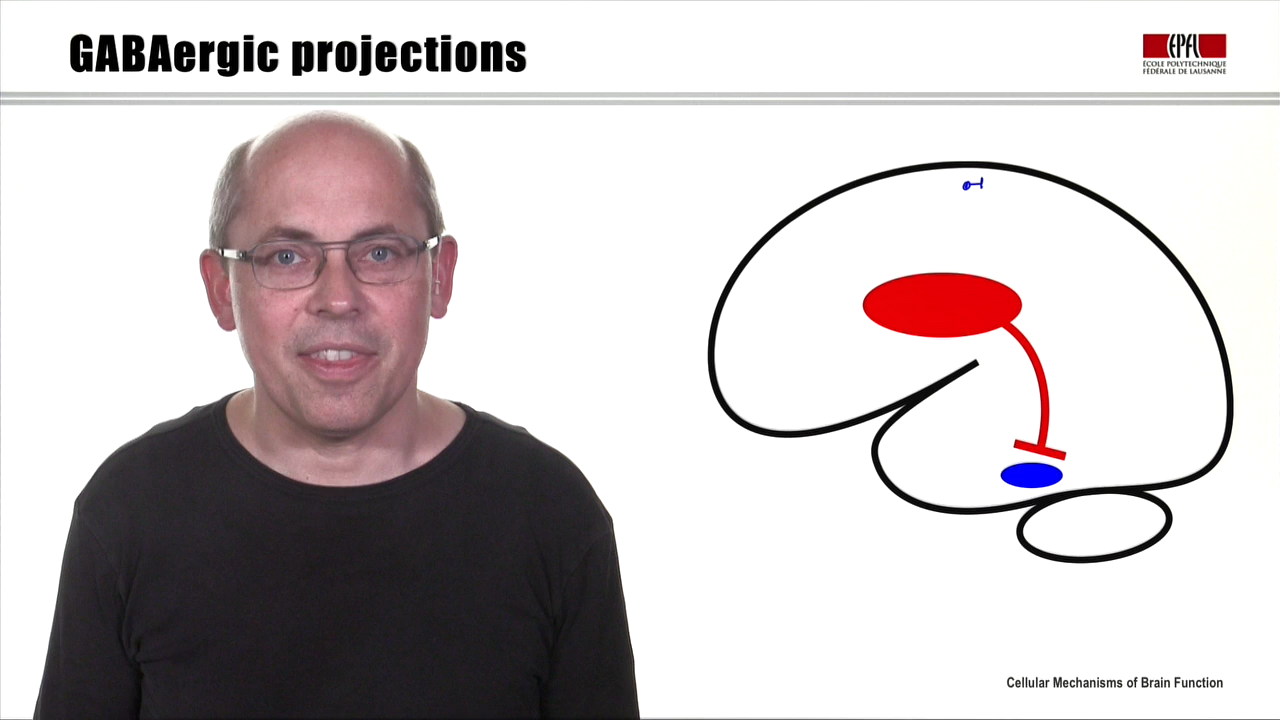 GABAergic projections
EPFL
ÉCOLE POLYTECHNIQUE
FÉDÉRALE DE LAUSANNE
Cellular Mechanisms of Brain Function